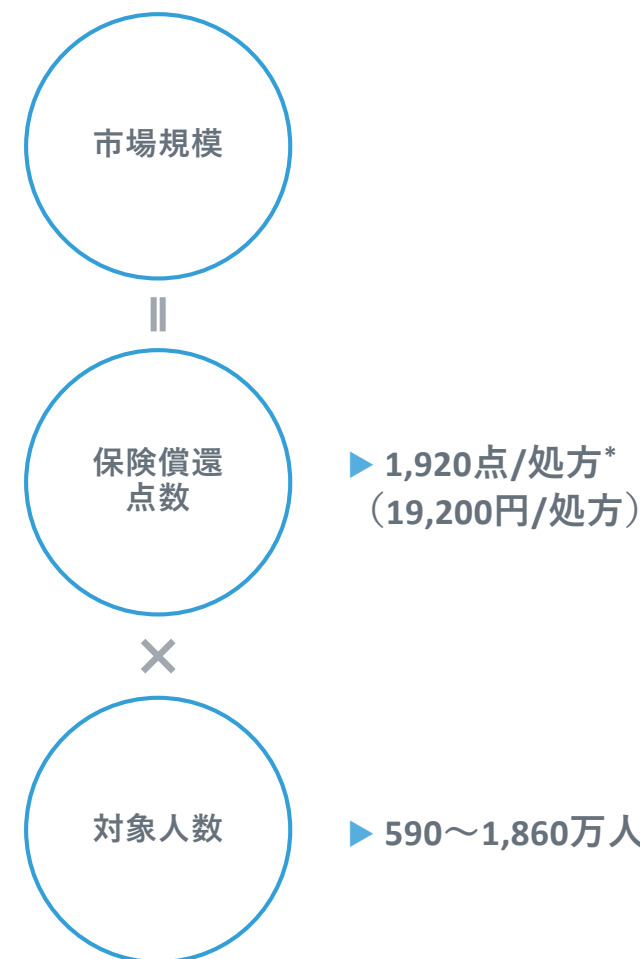 市場規模
=
保険償還
点数
▶ 1,920点/処方*
（19,200円/処方）
×
対象人数
▶ 590～1,860万人